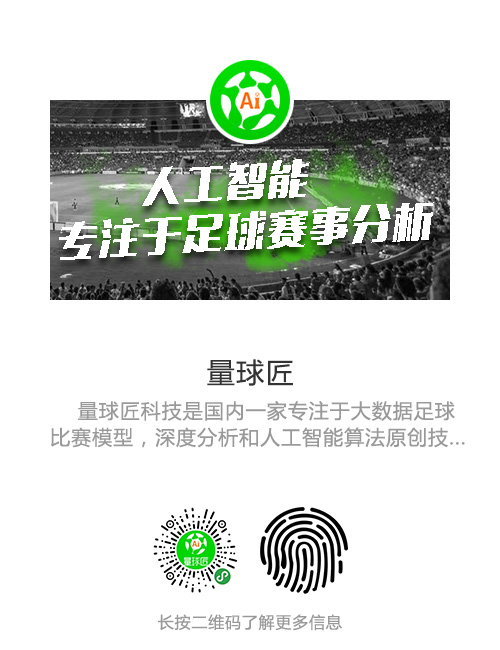 Ai
人工智能
专注于足球赛事分析
量球匠
量球匠科技是国内一家专注于大数据足球
比赛模型，深度分析和人工智能算法原创技...
Ai
量球匠
长按二维码了解更多信息